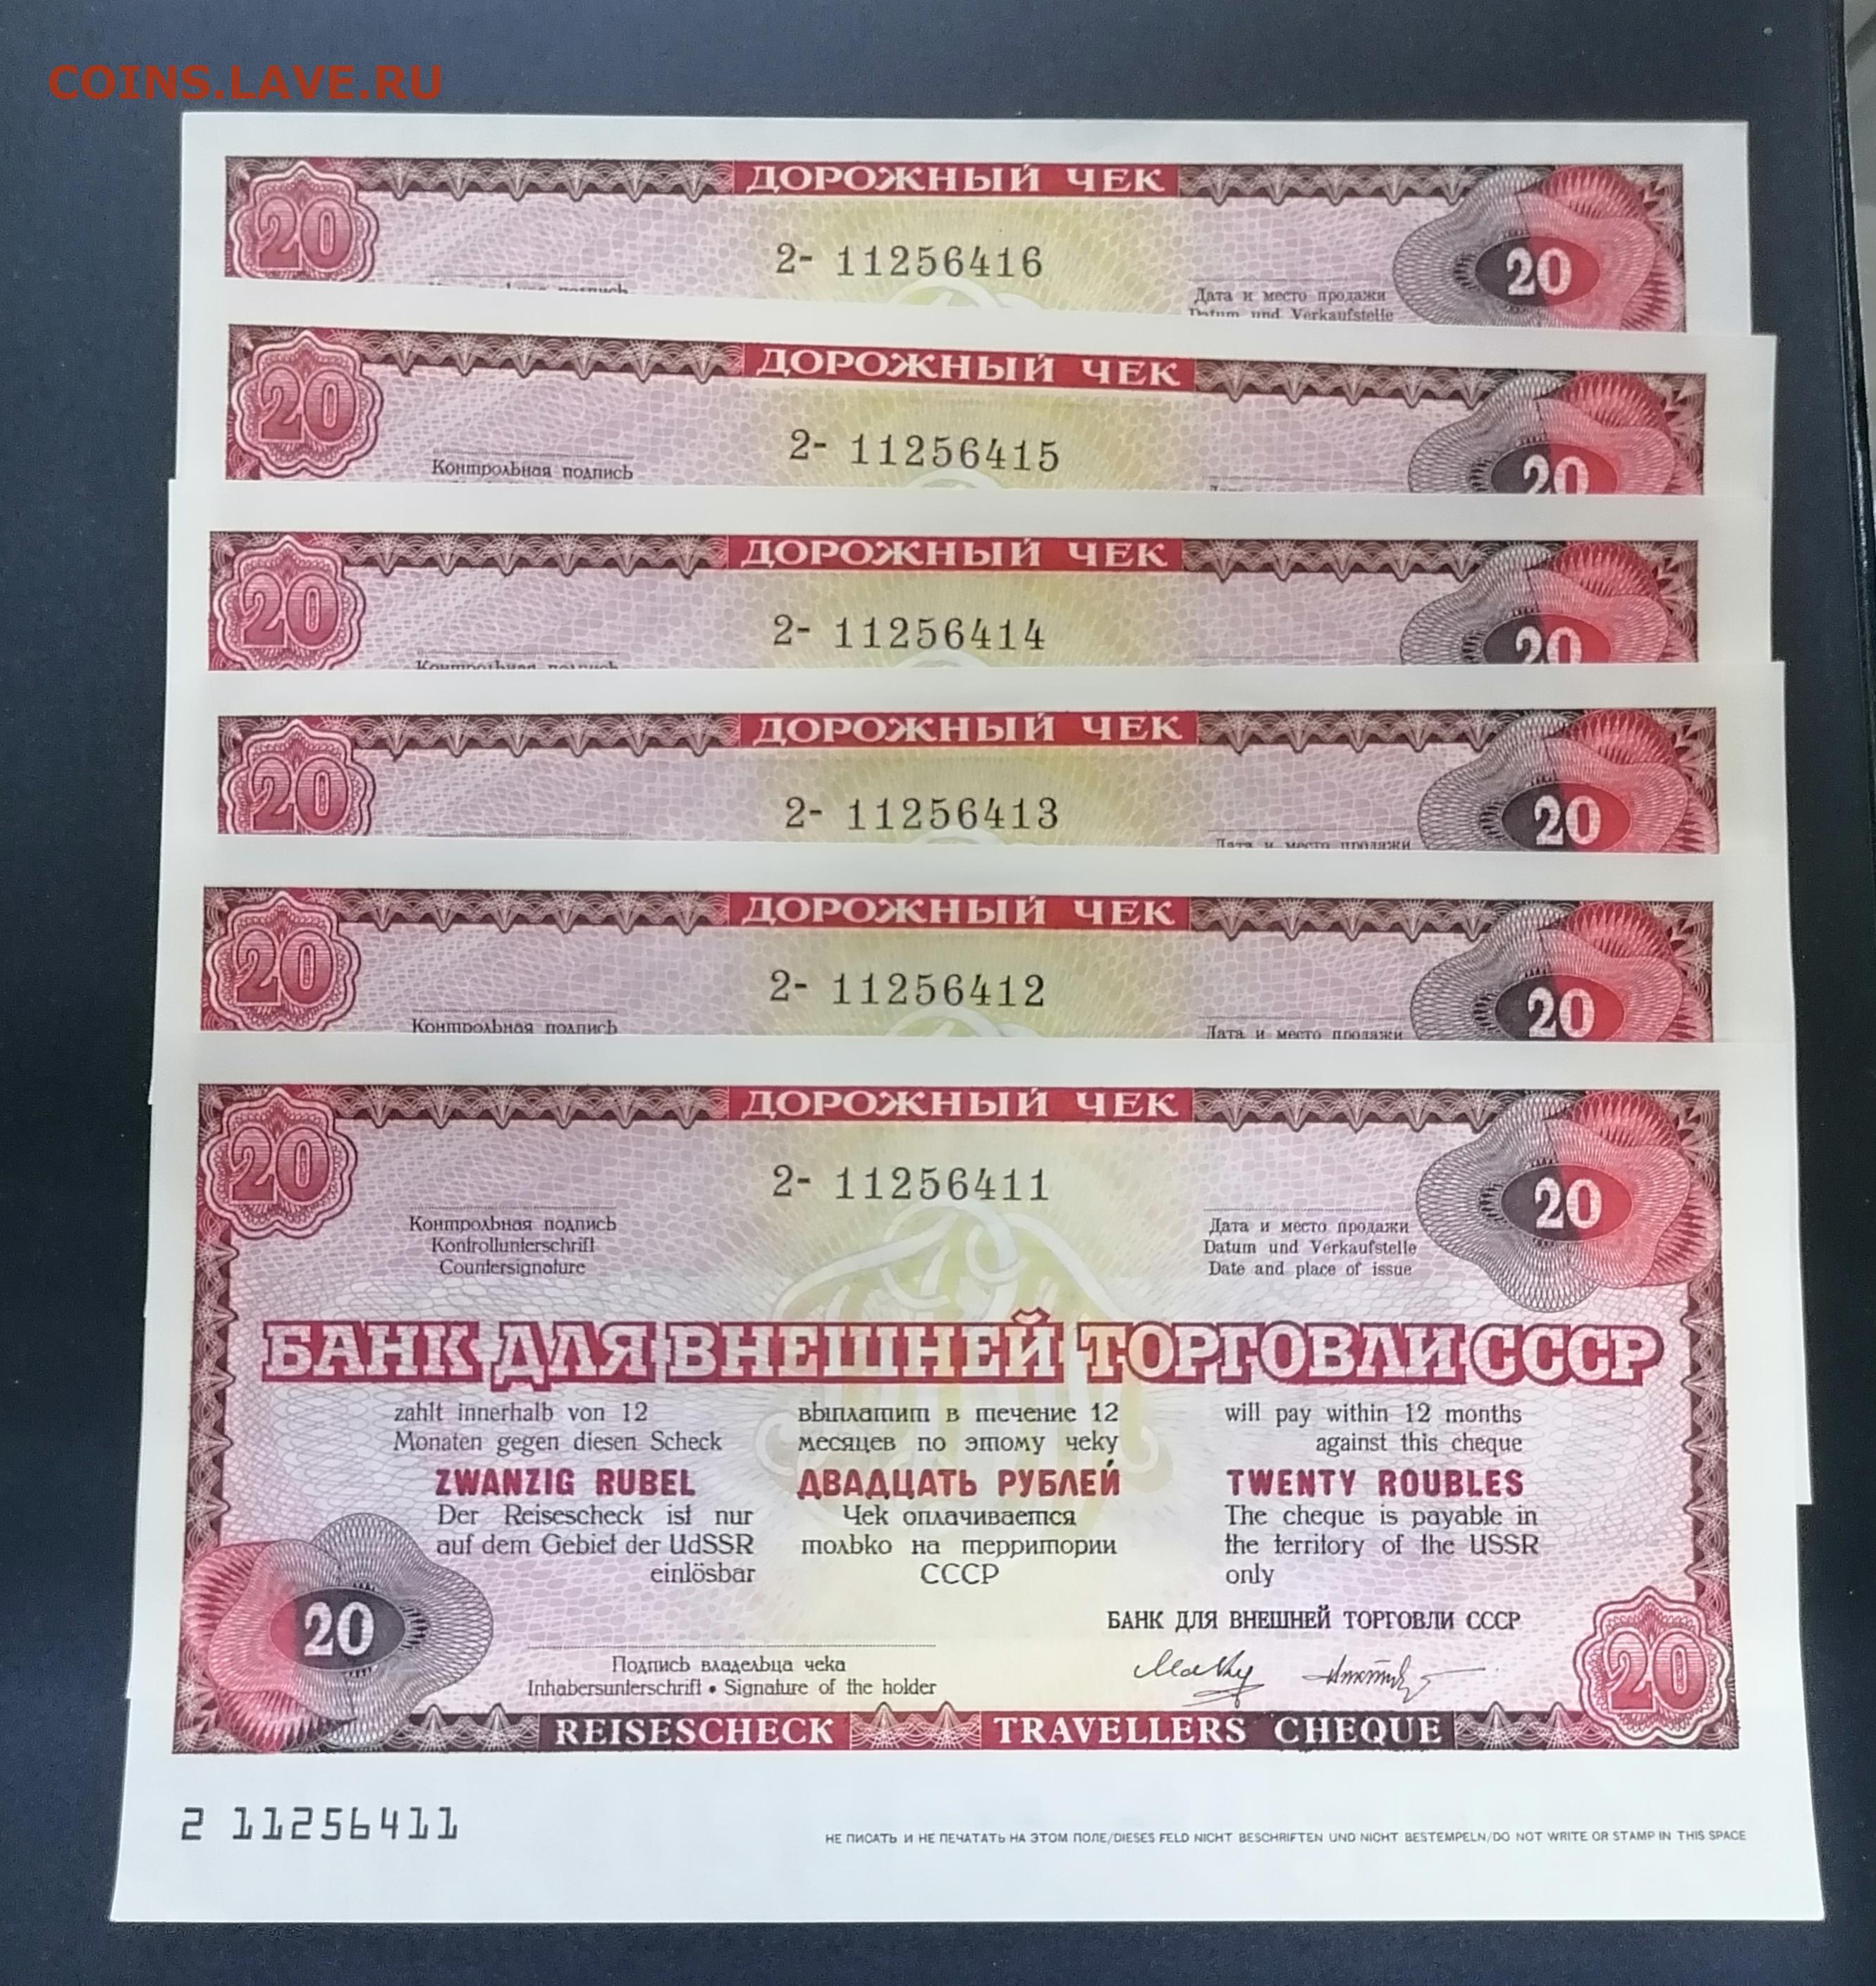 COINS.LAVE.RU
ДОРОЖНЫЙ ЧЕК
20
2- 11256416
20
Дата и место продажи
Datum und Verkaufstelle
ДОРОЖНЫЙ ЧЕК
20
2- 11256415
20
Контрольная подпись
ДОРОЖНЫЙ ЧЕК
20
2- 11256414
20
Контрольная подпись
ДОРОЖНЫЙ ЧЕК
20
2- 11256413
20
Дата и место продажи
ДОРОЖНЫЙ ЧЕК
20
2- 11256412
20
Контрольная подпись
Дата и место продажи
ДОРОЖНЫЙ ЧЕК
20
2- 11256411
20
Контрольная подпись
Kontrollunterschrift
Countersignature
Дата и место продажи
Datum und Verkaufstelle
Date and place of issue
БАНК ДЛЯ ВНЕШНЕЙ ТОРГОВЛИ СССР
zahlt innerhalb von 12
Monaten gegen diesen Scheck
ZWANZIG RUBEL
Der Reisescheck ist nur
auf dem Gebiet der UdSSR
einlösbar
выплатит в течение 12
месяцев по этому чеку
ДВАДЦАТЬ РУБЛЕЙ
Чек оплачивается
только на территории
СССР
will pay within 12 months
against this cheque
TWENTY ROUBLES
The cheque is payable in
the territory of the USSR
only
БАНК ДЛЯ ВНЕШНЕЙ ТОРГОВЛИ СССР
20
Подпись владельца чека
Inhabersunterschrift • Signature of the holder
20
REISESCHECK TRAVELLERS CHEQUE
2 11256411
НЕ ПИСАТЬ И НЕ ПЕЧАТАТЬ НА ЭТОМ ПОЛЕ/DIESES FELD NICHT BESCHRIFTEN UND NICHT BESTEMPELN/DO NOT WRITE OR STAMP IN THIS SPACE